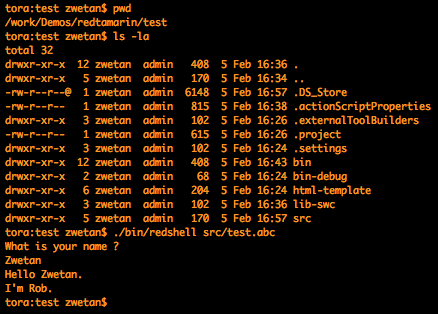 tora:test zwetan$ pwd
/work/Demos/redtamarin/test
tora:test zwetan$ ls -la
total 32
drwxr-xr-x  12 zwetan  admin   408  5 Feb 16:36 .
drwxr-xr-x   5 zwetan  admin   170  5 Feb 16:34 ..
-rw-r--r--@  1 zwetan  admin  6148  5 Feb 16:57 .DS_Store
-rw-r--r--   1 zwetan  admin   815  5 Feb 16:38 .actionScriptProperties
drwxr-xr-x   3 zwetan  admin   102  5 Feb 16:26 .externalToolBuilders
-rw-r--r--   1 zwetan  admin   615  5 Feb 16:26 .project
drwxr-xr-x   3 zwetan  admin   102  5 Feb 16:24 .settings
drwxr-xr-x  12 zwetan  admin   408  5 Feb 16:43 bin
drwxr-xr-x   2 zwetan  admin    68  5 Feb 16:24 bin-debug
drwxr-xr-x   6 zwetan  admin   204  5 Feb 16:24 html-template
drwxr-xr-x   3 zwetan  admin   102  5 Feb 16:36 lib-swc
drwxr-xr-x   5 zwetan  admin   170  5 Feb 16:57 src
tora:test zwetan$ ./bin/redshell src/test.abc
What is your name ?
Zwetan
Hello Zwetan.
I'm Rob.
tora:test zwetan$